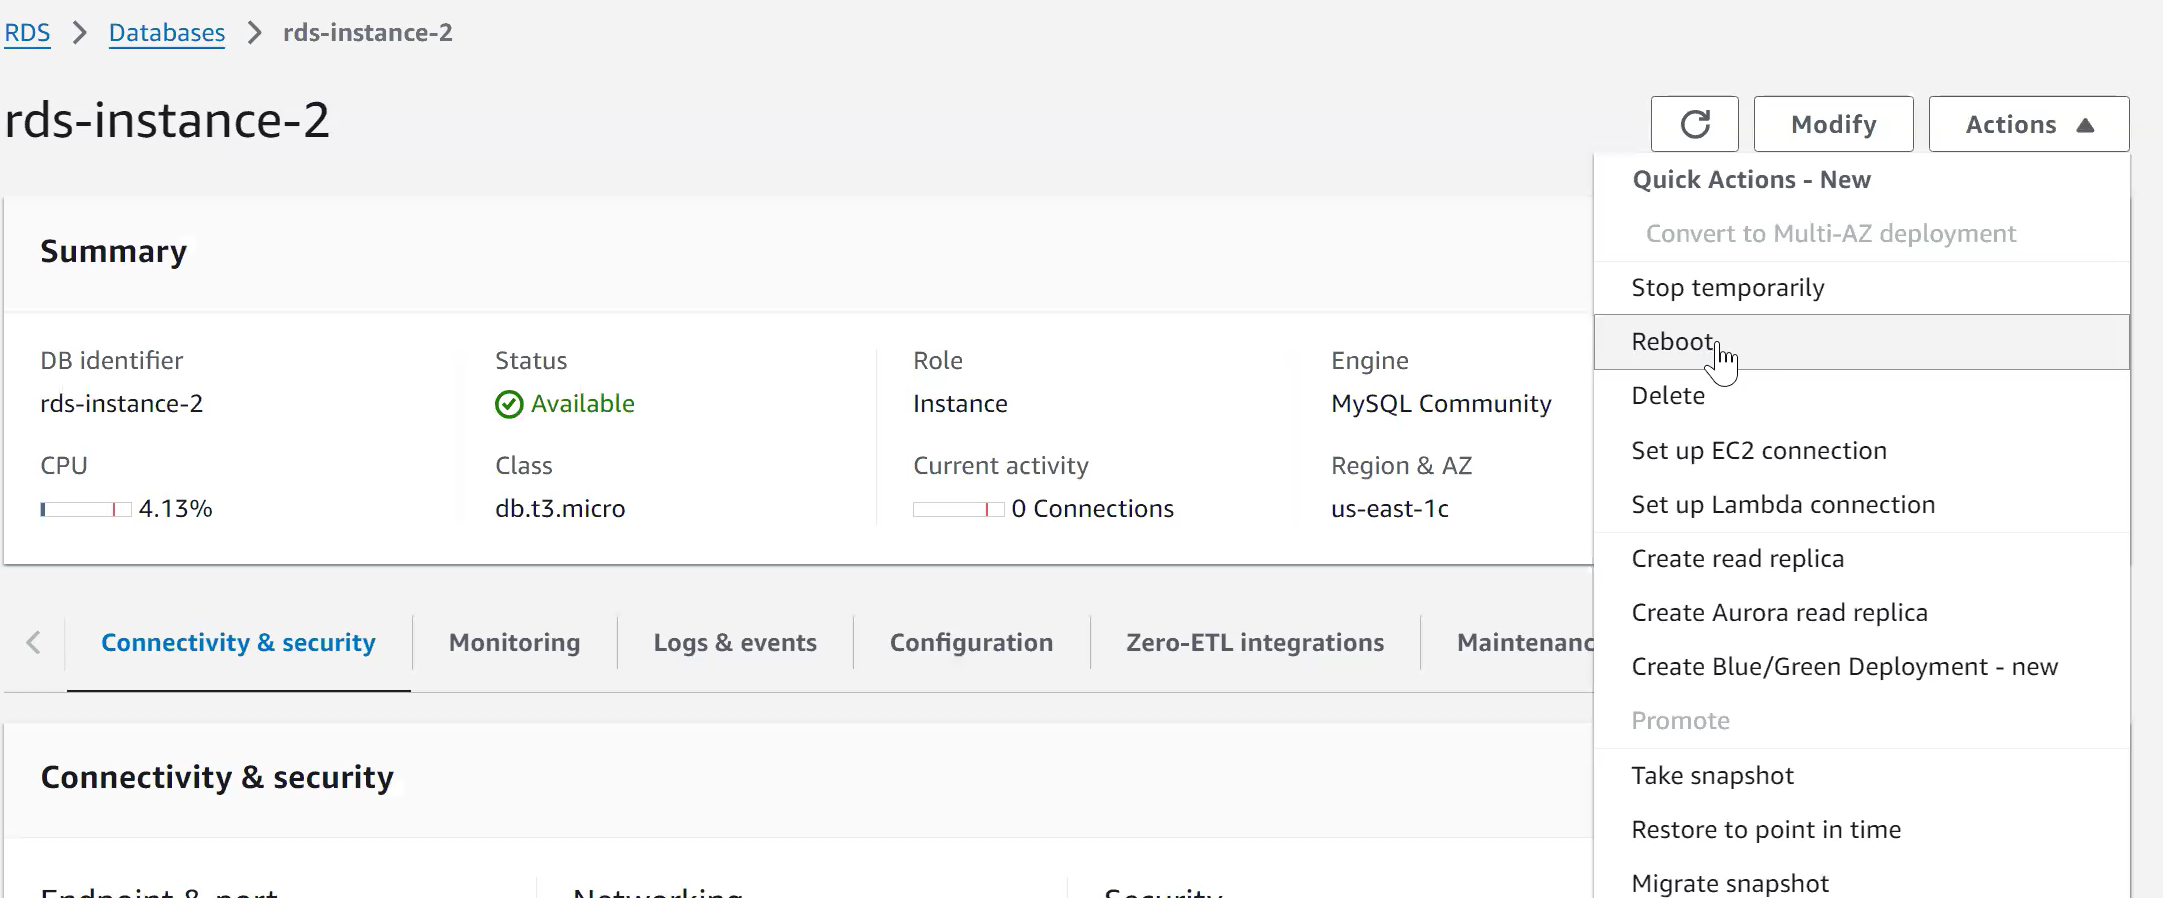 RDS > Databases > rds-instance-2
rds-instance-2
Modify
Actions
Quick Actions - New
Convert to Multi-AZ deployment
Stop temporarily
Reboot
Delete
Set up EC2 connection
Set up Lambda connection
Create read replica
Create Aurora read replica
Create Blue/Green Deployment - new
Promote
Take snapshot
Restore to point in time
Migrate snapshot
Summary
DB identifier
rds-instance-2
Status
Available
Role
Instance
Engine
MySQL Community
CPU
4.13%
Class
db.t3.micro
Current activity
0 Connections
Region & AZ
us-east-1c
Connectivity & security
Monitoring
Logs & events
Configuration
Zero-ETL integrations
Maintenanc
Connectivity & security
Endpoint & port
Networking
Security